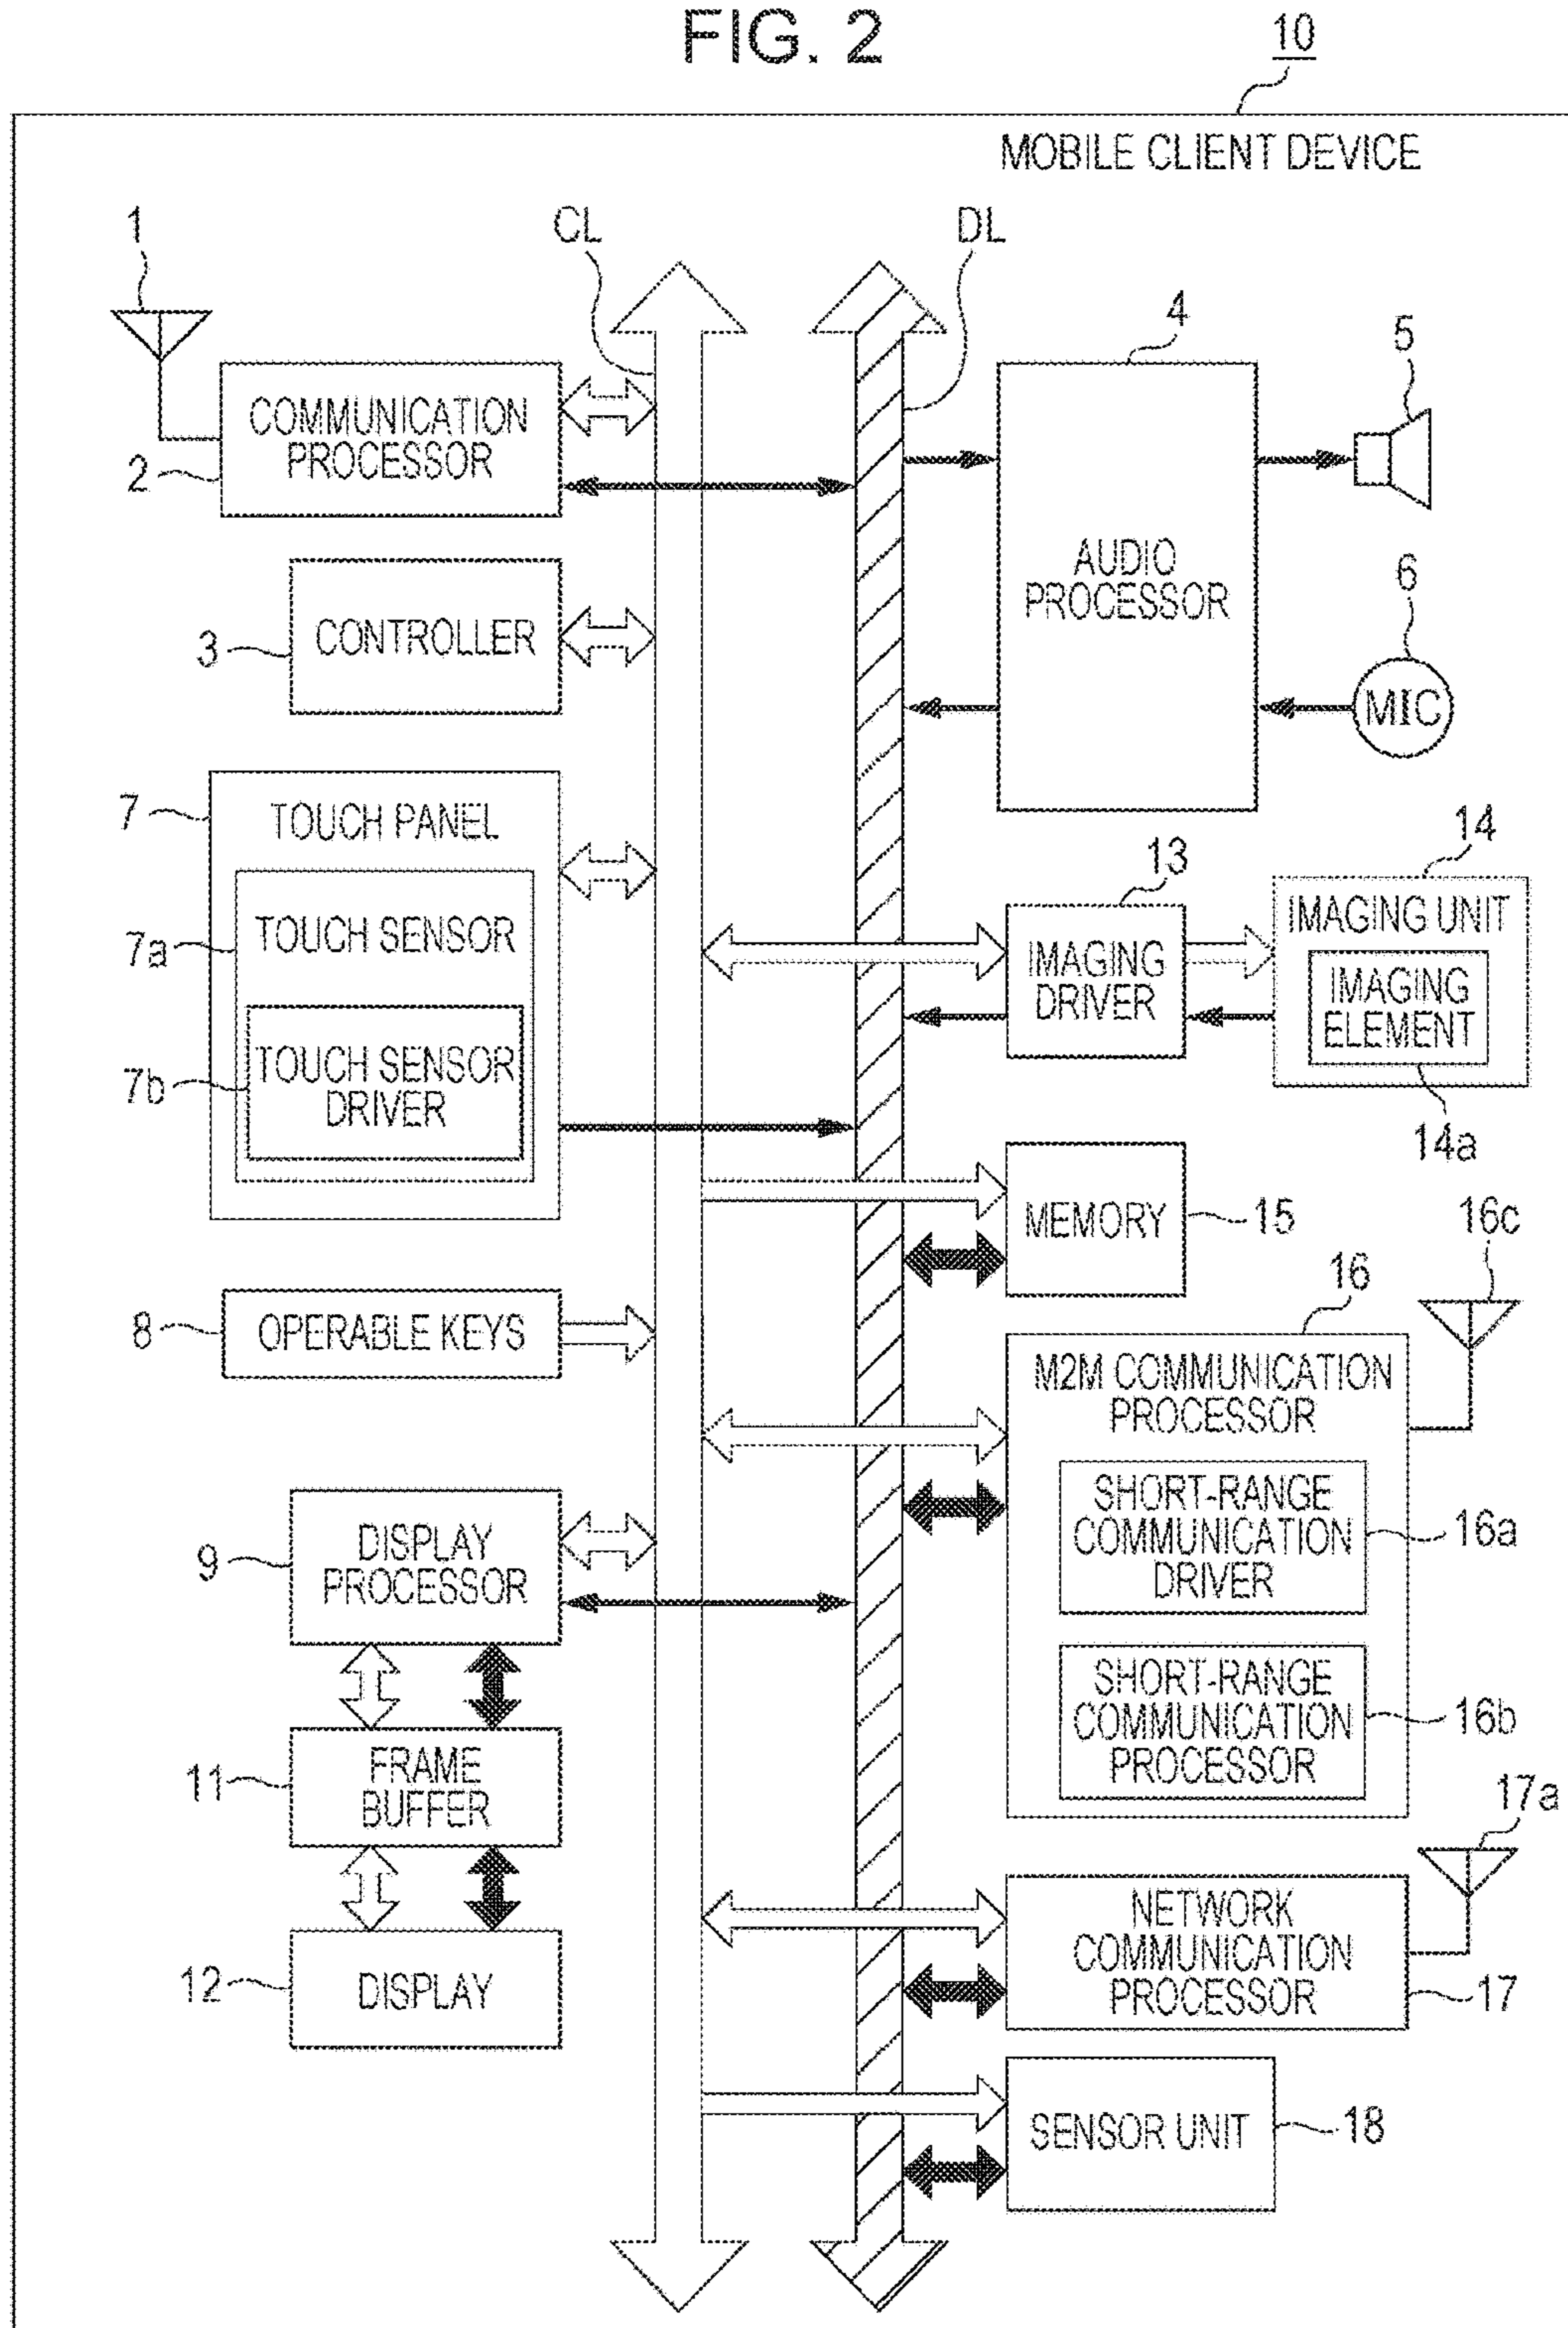 FIG. 2
10
MOBILE CLIENT DEVICE
1
CL
DL
COMMUNICATION
PROCESSOR
2
4
5
AUDIO
PROCESSOR
6
MIC
CONTROLLER
3
7
TOUCH PANEL
7a
TOUCH SENSOR
7b
TOUCH SENSOR
DRIVER
13
IMAGING
DRIVER
14
IMAGING UNIT
IMAGING
ELEMENT
14a
MEMORY
15
8
OPERABLE KEYS
16
16c
M2M COMMUNICATION
PROCESSOR
SHORT-RANGE
COMMUNICATION
DRIVER
16a
SHORT-RANGE
COMMUNICATION
PROCESSOR
16b
9
DISPLAY
PROCESSOR
11
FRAME
BUFFER
12
DISPLAY
17a
NETWORK
COMMUNICATION
PROCESSOR
17
SENSOR UNIT
18